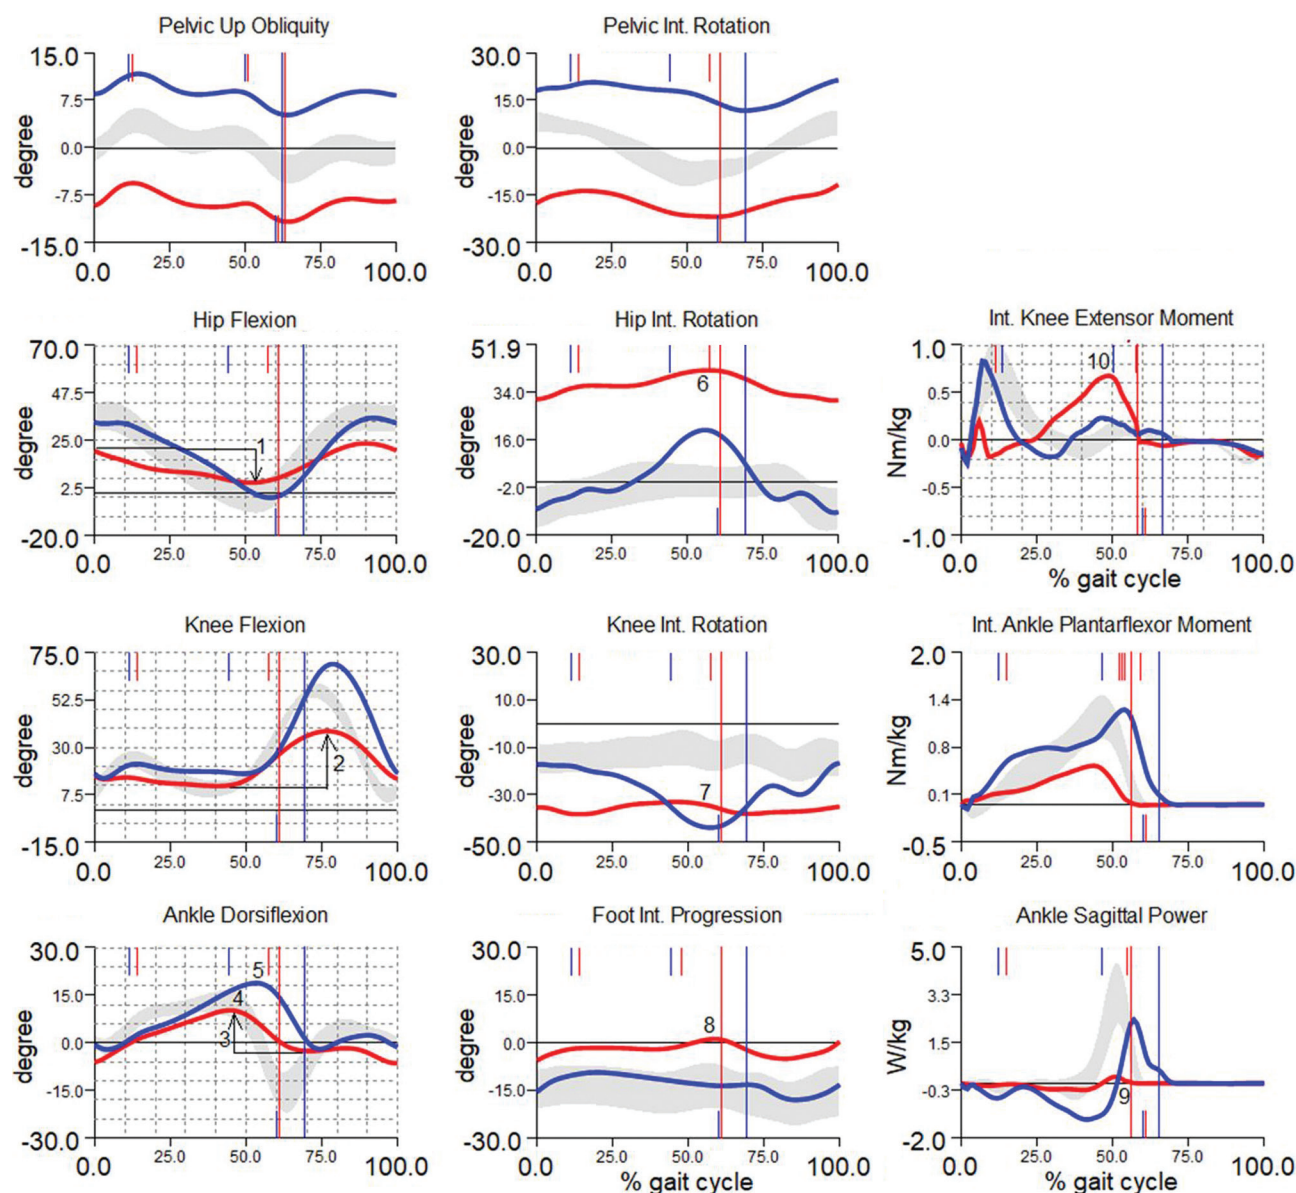 Pelvic Up Obliquity
degree
15.0
7.5
0.0
-7.5
-15.0
0.0 25.0 50.0 75.0 100.0
Pelvic Int. Rotation
degree
30.0
15.0
0.0
-15.0
-30.0
0.0 25.0 50.0 75.0 100.0
Hip Flexion
degree
70.0
47.5
25.0
2.5
-20.0
1
0.0 25.0 50.0 75.0 100.0
Hip Int. Rotation
degree
51.9
34.0
16.0
-2.0
-20.0
6
0.0 25.0 50.0 75.0 100.0
Int. Knee Extensor Moment
Nm/kg
1.0
0.5
0.0
-0.5
-1.0
10
0.0 25.0 50.0 75.0 100.0
% gait cycle
Knee Flexion
degree
75.0
52.5
30.0
7.5
-15.0
2
0.0 25.0 50.0 75.0 100.0
Knee Int. Rotation
degree
30.0
10.0
-10.0
-30.0
-50.0
7
0.0 25.0 50.0 75.0 100.0
Int. Ankle Plantarflexor Moment
Nm/kg
2.0
1.4
0.8
0.1
-0.5
0.0 25.0 50.0 75.0 100.0
Ankle Dorsiflexion
degree
30.0
15.0
0.0
-15.0
-30.0
5
4
3
0.0 25.0 50.0 75.0 100.0
Foot Int. Progression
degree
30.0
15.0
0.0
-15.0
-30.0
8
0.0 25.0 50.0 75.0 100.0
% gait cycle
Ankle Sagittal Power
W/kg
5.0
3.3
1.5
-0.3
-2.0
9
0.0 25.0 50.0 75.0 100.0
% gait cycle